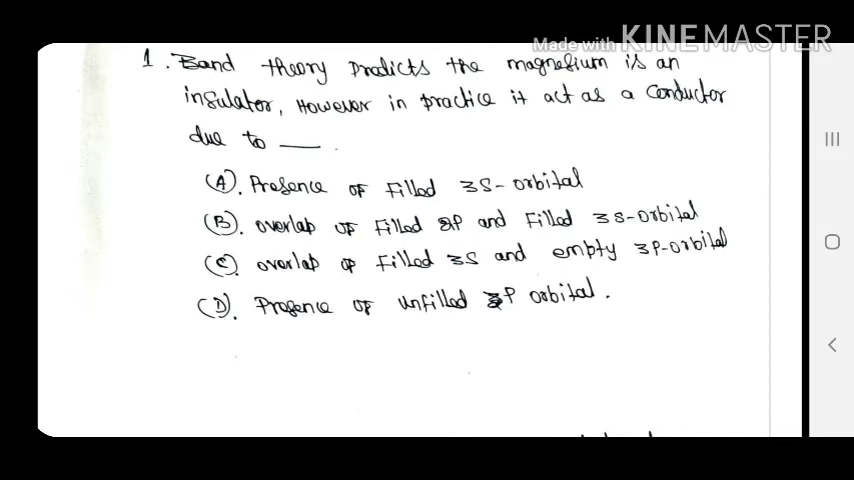 Made with KINEMASTER
1. Band theory Predicts the magnesium is an
insulator, However in practice it act as a Conductor
due to ___ .
(A). Presence of Filled 3S-orbital
(B). overlap of Filled 2P and Filled 3S-orbital
(C). overlap of Filled 3S and empty 3P-orbital
(D). Presence of unfilled 3P orbital.